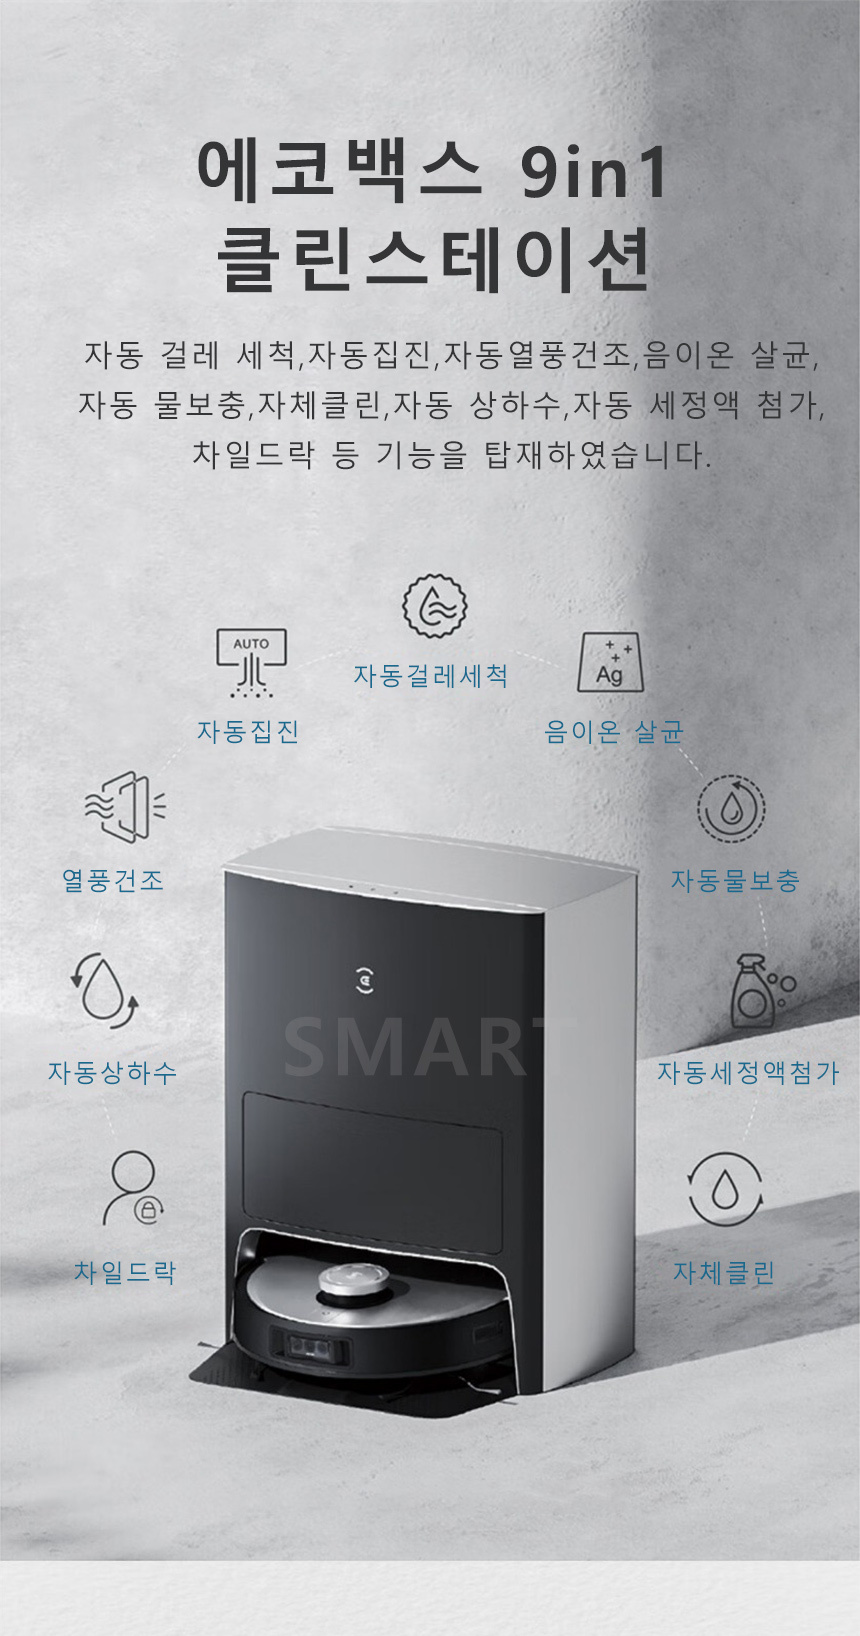 에코백스 9in1
클린스테이션
자동 걸레 세척,자동집진,자동열풍건조,음이온 살균,
자동 물보충,자체클린,자동 상하수,자동 세정액 첨가,
차일드락 등 기능을 탑재하였습니다.
자동걸레세척
AUTO
자동집진
Ag
음이온 살균
열풍건조
자동물보충
자동상하수
자동세정액첨가
차일드락
자체클린
SMART